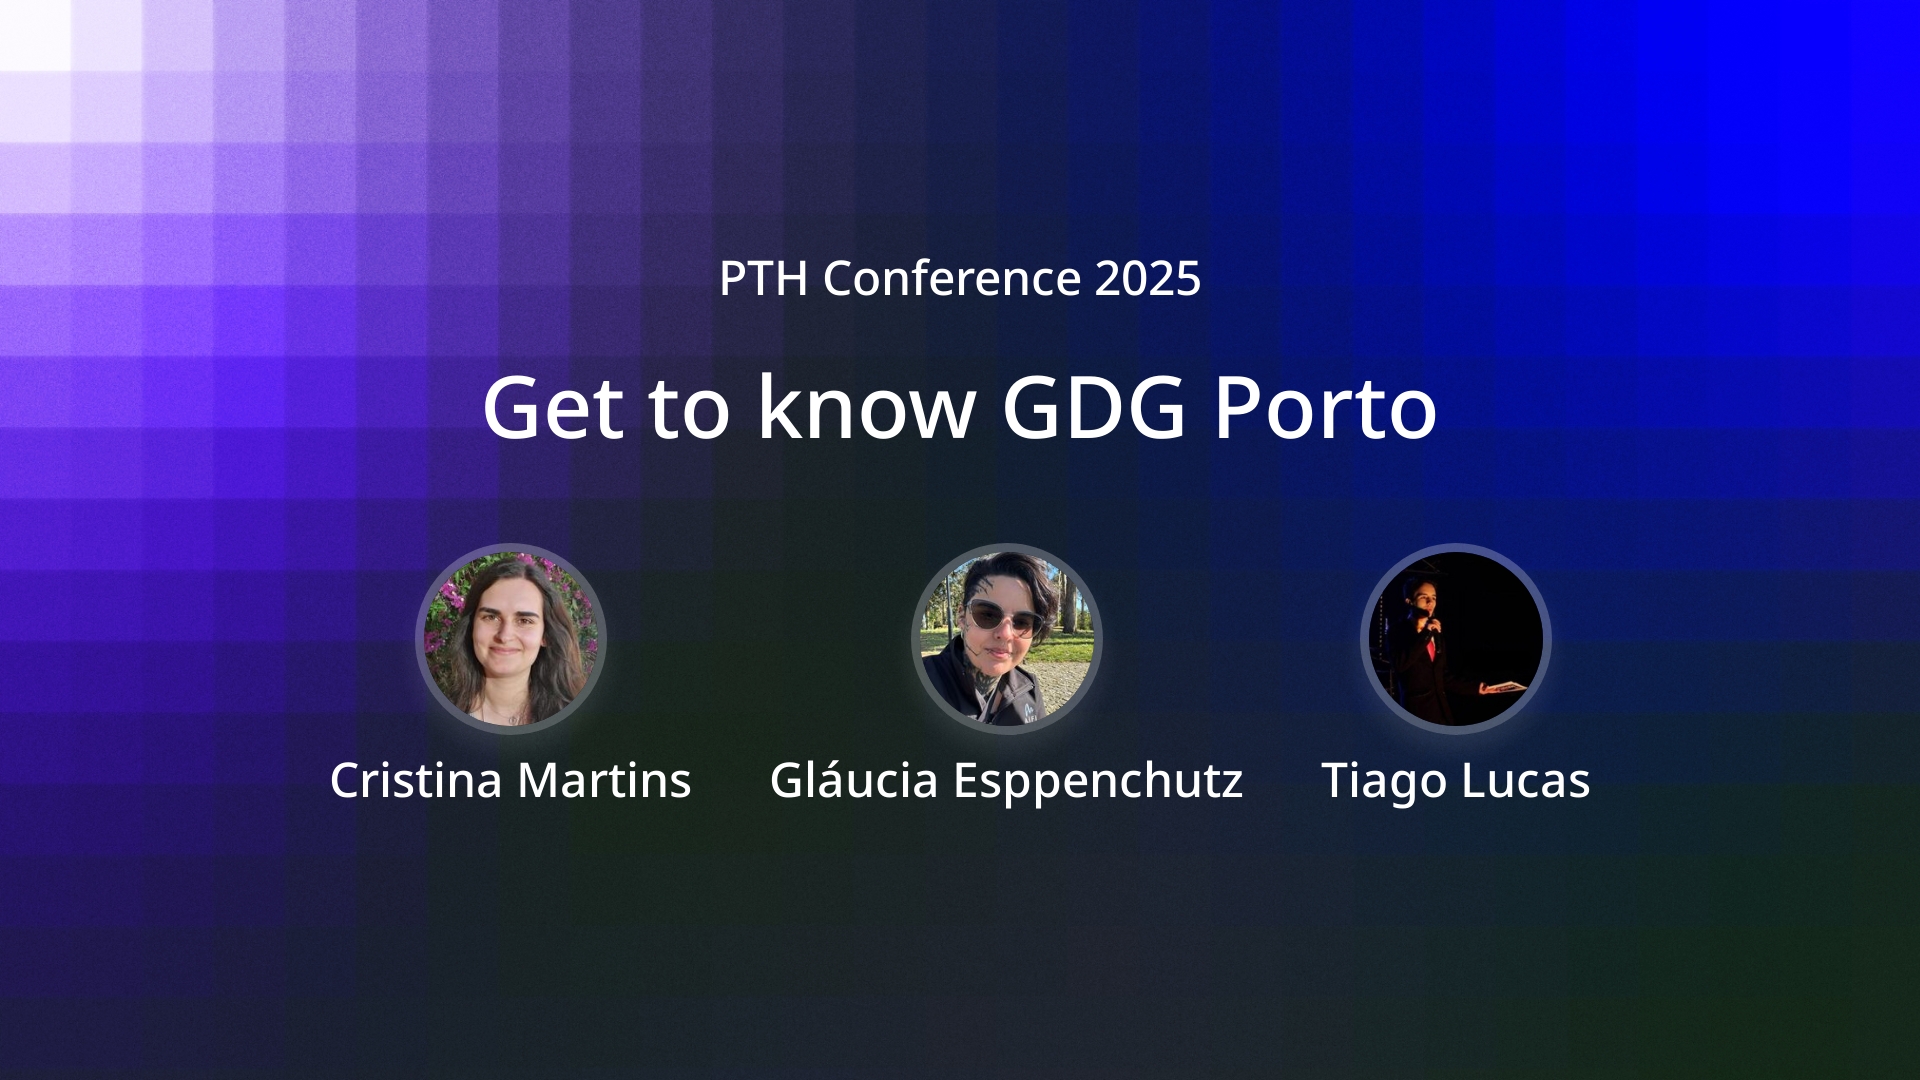 PTH Conference 2025
Get to know GDG Porto
Cristina Martins
Gláucia Esppenchutz
Tiago Lucas